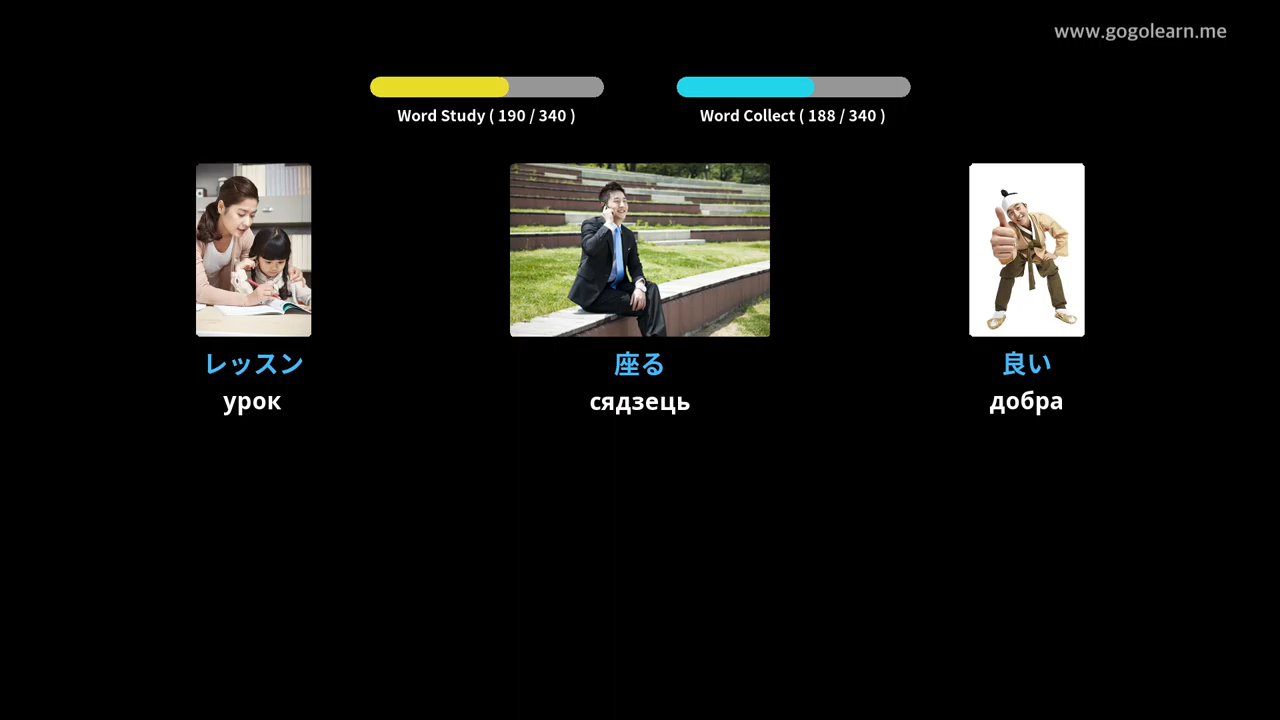 www.gogolearn.me
Word Study ( 190 / 340 )
Word Collect ( 188 / 340 )
レッスン
урок
座る
сядзець
良い
добра